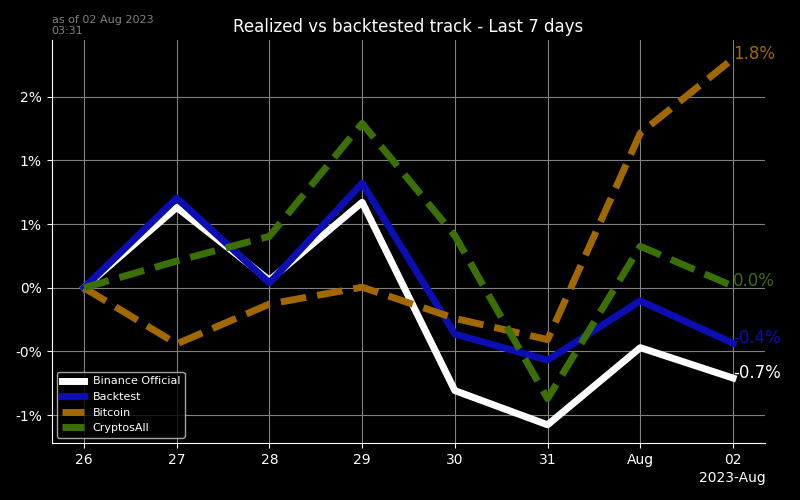 as of 02 Aug 2023
03:31
Realized vs backtested track - Last 7 days
1.8%
2%
1%
1%
0%
0.0%
-0.4%
-0%
-0.7%
-1%
Binance Official
Backtest
Bitcoin
CryptosAll
26 27 28 29 30 31 Aug 02
2023-Aug